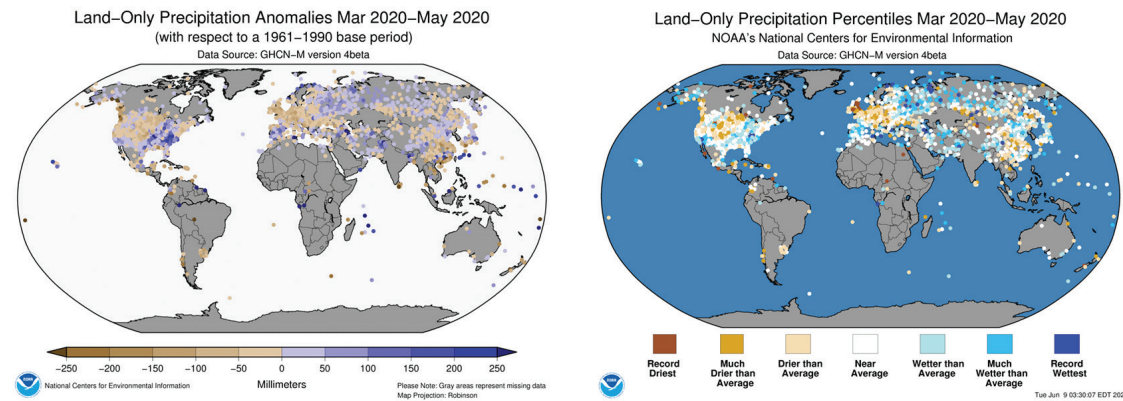 Land–Only Precipitation Anomalies Mar 2020–May 2020
(with respect to a 1961–1990 base period)
Data Source: GHCN–M version 4beta
−250 −200 −150 −100 −50 0 50 100 150 200 250
National Centers for Environmental Information
Millimeters
Please Note: Gray areas represent missing data
Map Projection: Robinson
Land–Only Precipitation Percentiles Mar 2020–May 2020
NOAA's National Centers for Environmental Information
Data Source: GHCN–M version 4beta
Record Driest
Much Drier than Average
Drier than Average
Near Average
Wetter than Average
Much Wetter than Average
Record Wettest
Tue Jun 9 03:30:07 EDT